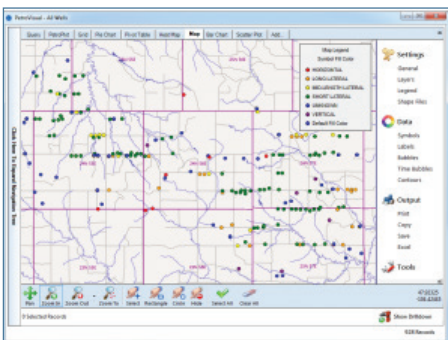 PetroVisual - All Wells
Query PetroPlot Grid File Chart Pivot Table Heat Map Map Bar Chart Scatter Plot Add...
Map Legend
Symbol Fill Color
HORIZONTAL
LONG LATERAL
MID-LENGTH LATERAL
SHORT LATERAL
UNKNOWN
VERTICAL
Default Fill Color
Click Here To Expand Navigation Tree
Settings
General
Layers
Legend
Shape Files
Data
Symbols
Labels
Bubbles
Time Bubbles
Contours
Output
Print
Copy
Save
Excel
Tools
Pan Zoom In Zoom Out Zoom To Select Rectangle Circle Hide Select All Clear All
0 Selected Records
Show Drilldown